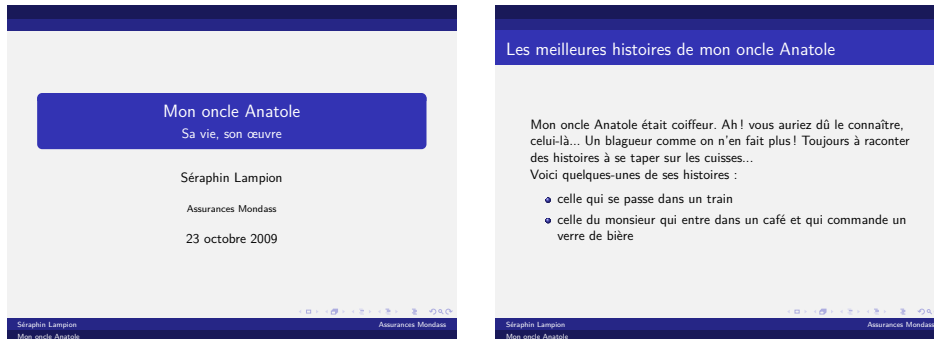 Mon oncle Anatole
Sa vie, son œuvre
Séraphin Lampion
Assurances Mondass
23 octobre 2009
Séraphin Lampion
Assurances Mondass
Mon oncle Anatole
Les meilleures histoires de mon oncle Anatole
Mon oncle Anatole était coiffeur. Ah ! vous auriez dû le connaître,
celui-là... Un blagueur comme on n'en fait plus ! Toujours à raconter
des histoires à se taper sur les cuisses...
Voici quelques-unes de ses histoires :
celle qui se passe dans un train
celle du monsieur qui entre dans un café et qui commande un
verre de bière
Séraphin Lampion
Assurances Mondass
Mon oncle Anatole